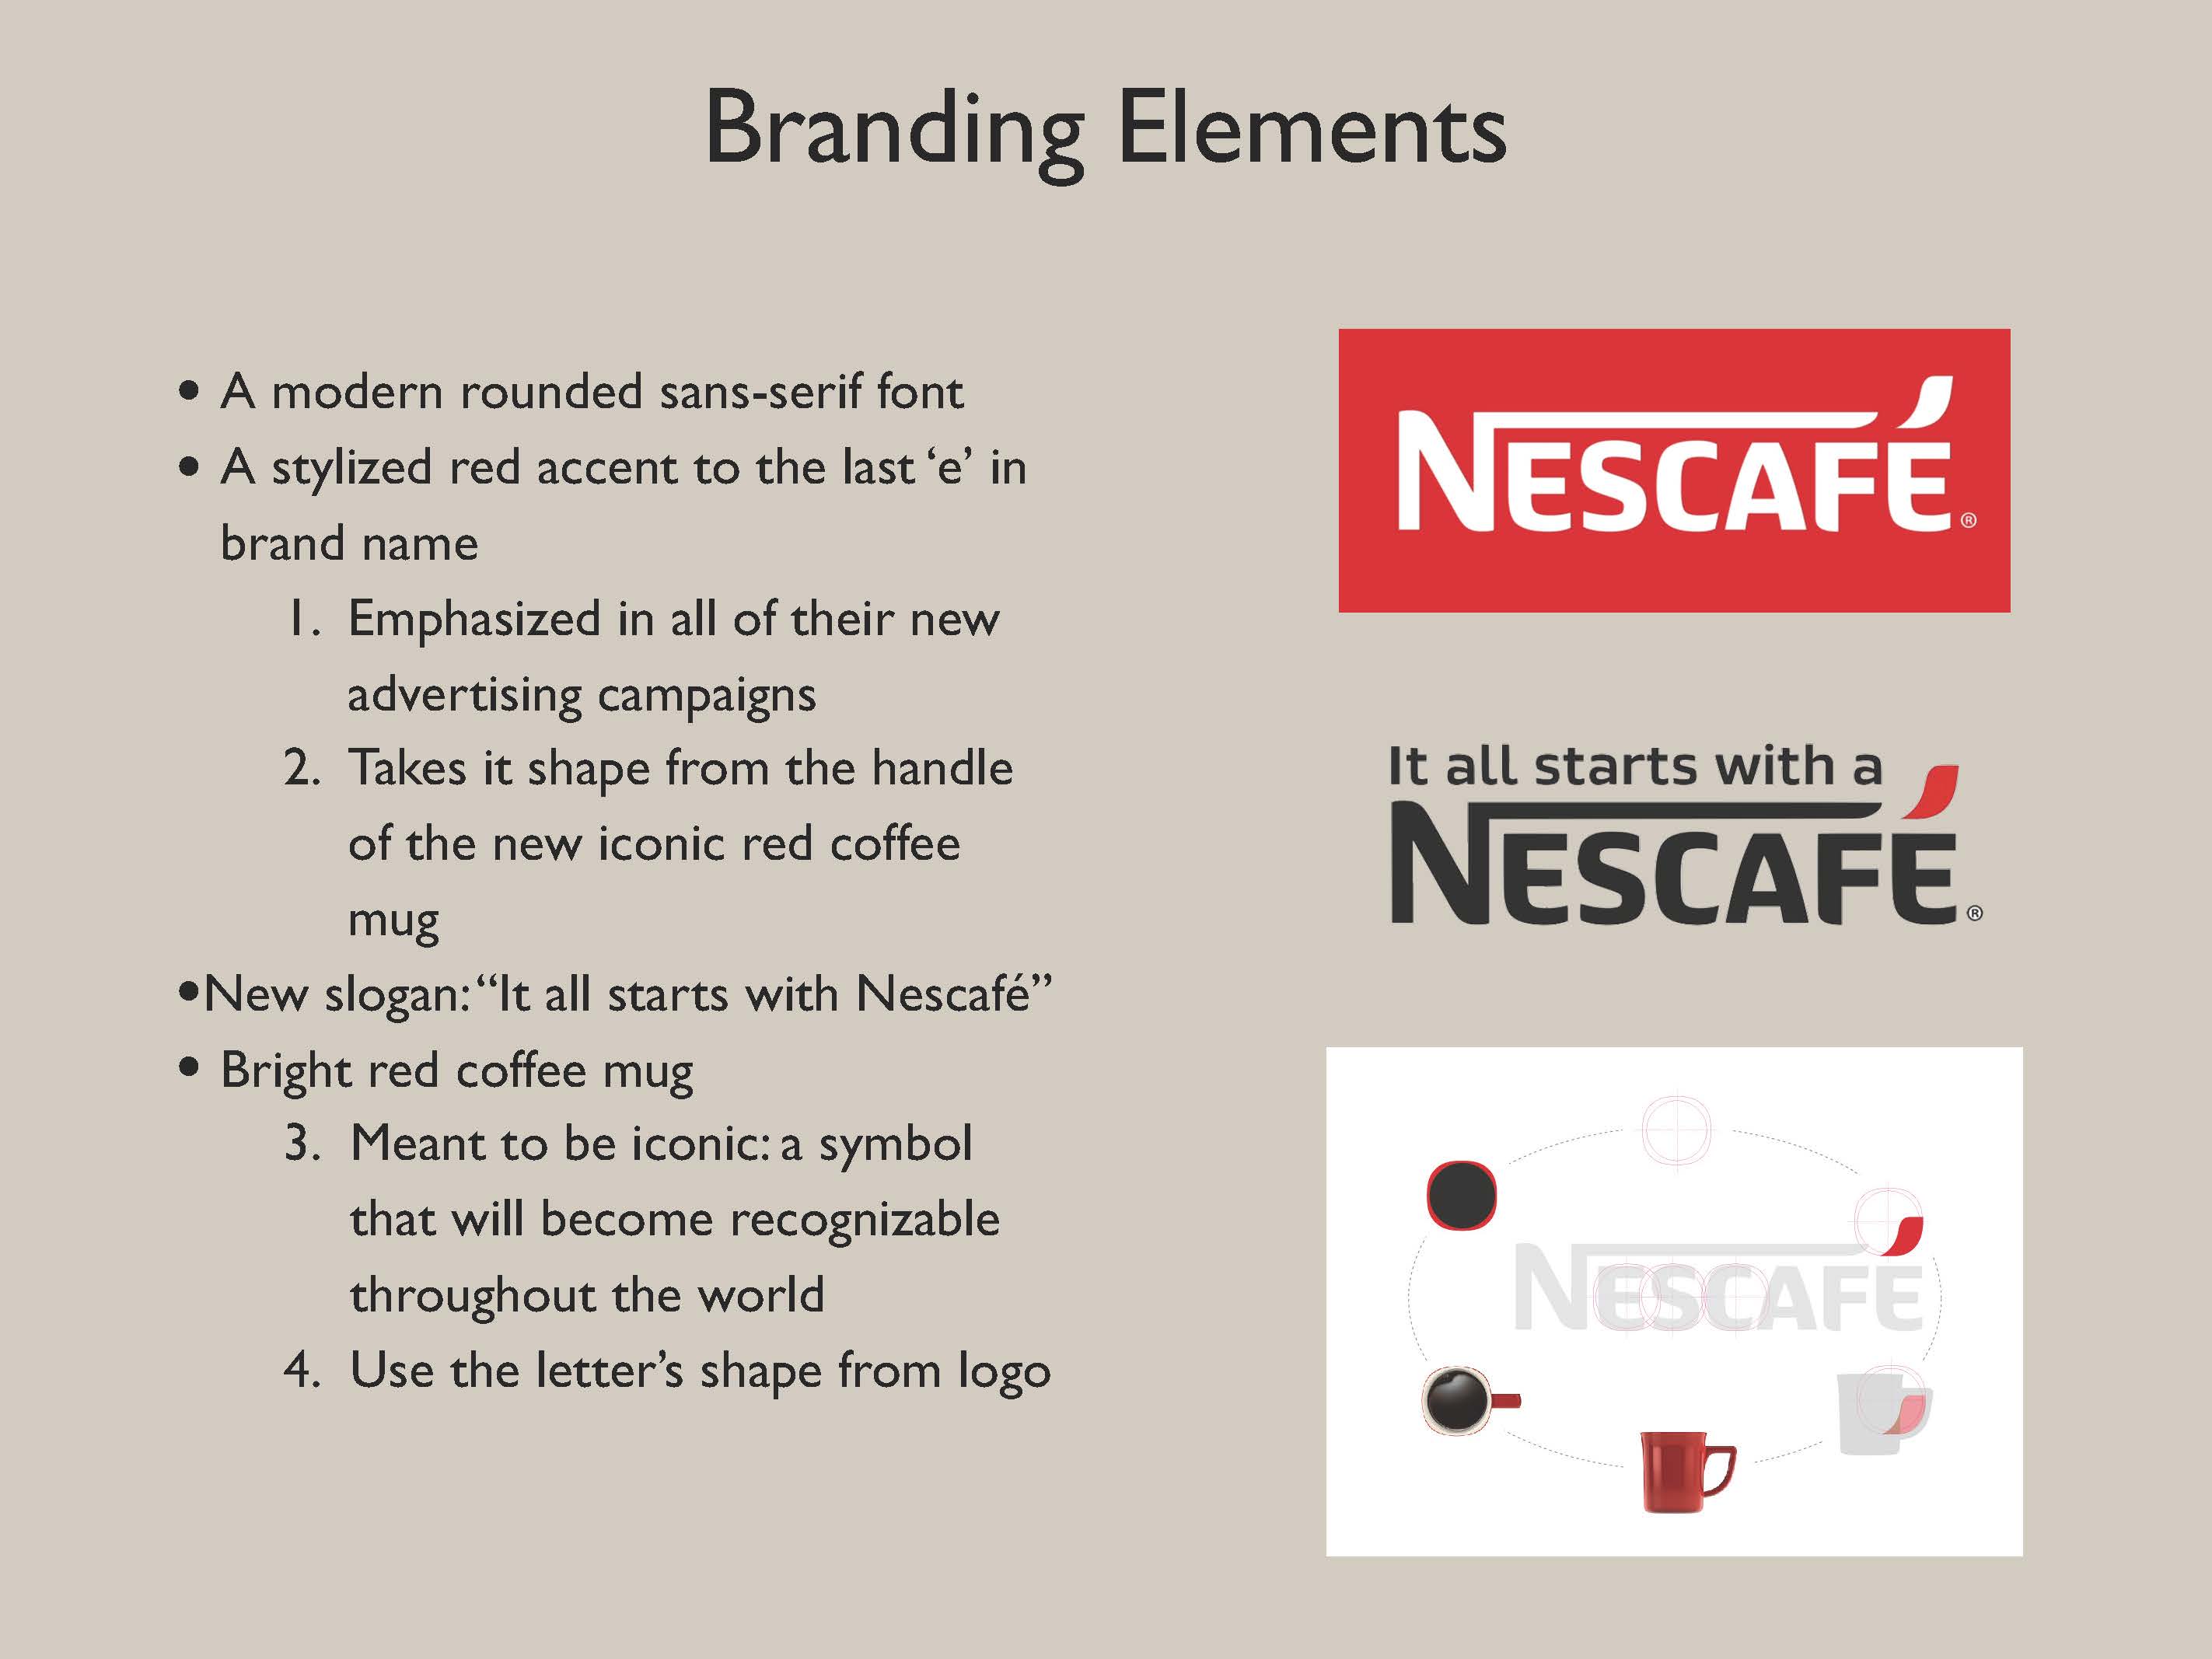 Branding Elements
• A modern rounded sans-serif font
• A stylized red accent to the last ‘e’ in
brand name
1. Emphasized in all of their new
advertising campaigns
2. Takes it shape from the handle
of the new iconic red coffee
mug
•New slogan: “It all starts with Nescafé”
• Bright red coffee mug
3. Meant to be iconic: a symbol
that will become recognizable
throughout the world
4. Use the letter’s shape from logo
NESCAFÉ®
It all starts with a
NESCAFÉ®
NESCAFE